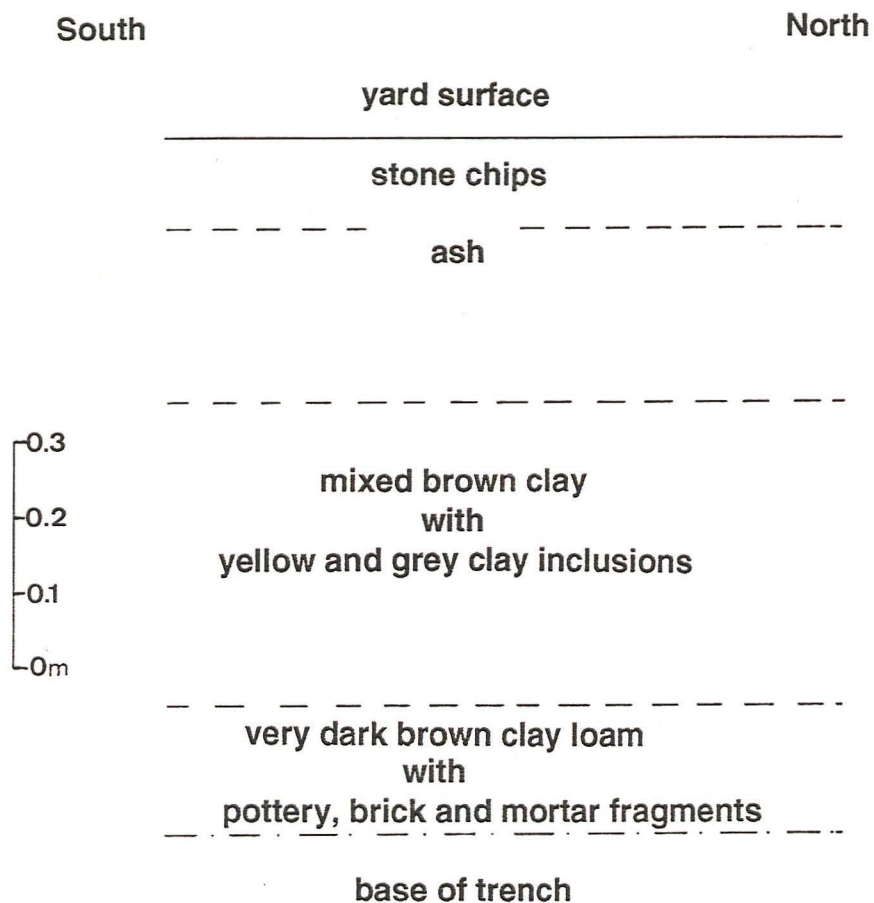 South
North
yard surface
stone chips
ash
0.3
mixed brown clay
0.2
with
yellow and grey clay inclusions
0.1
0m
very dark brown clay loam
with
pottery, brick and mortar fragments
base of trench